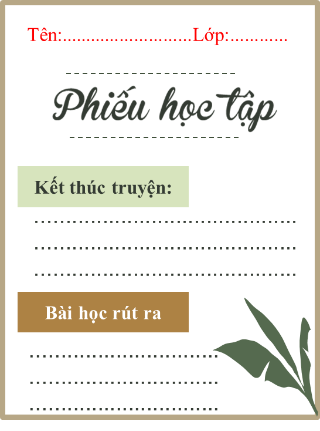 Tên:............................Lớp:............
Phiếu học tập
Kết thúc truyện:
..........................................
..........................................
..........................................
Bài học rút ra
..............................
..............................
..............................